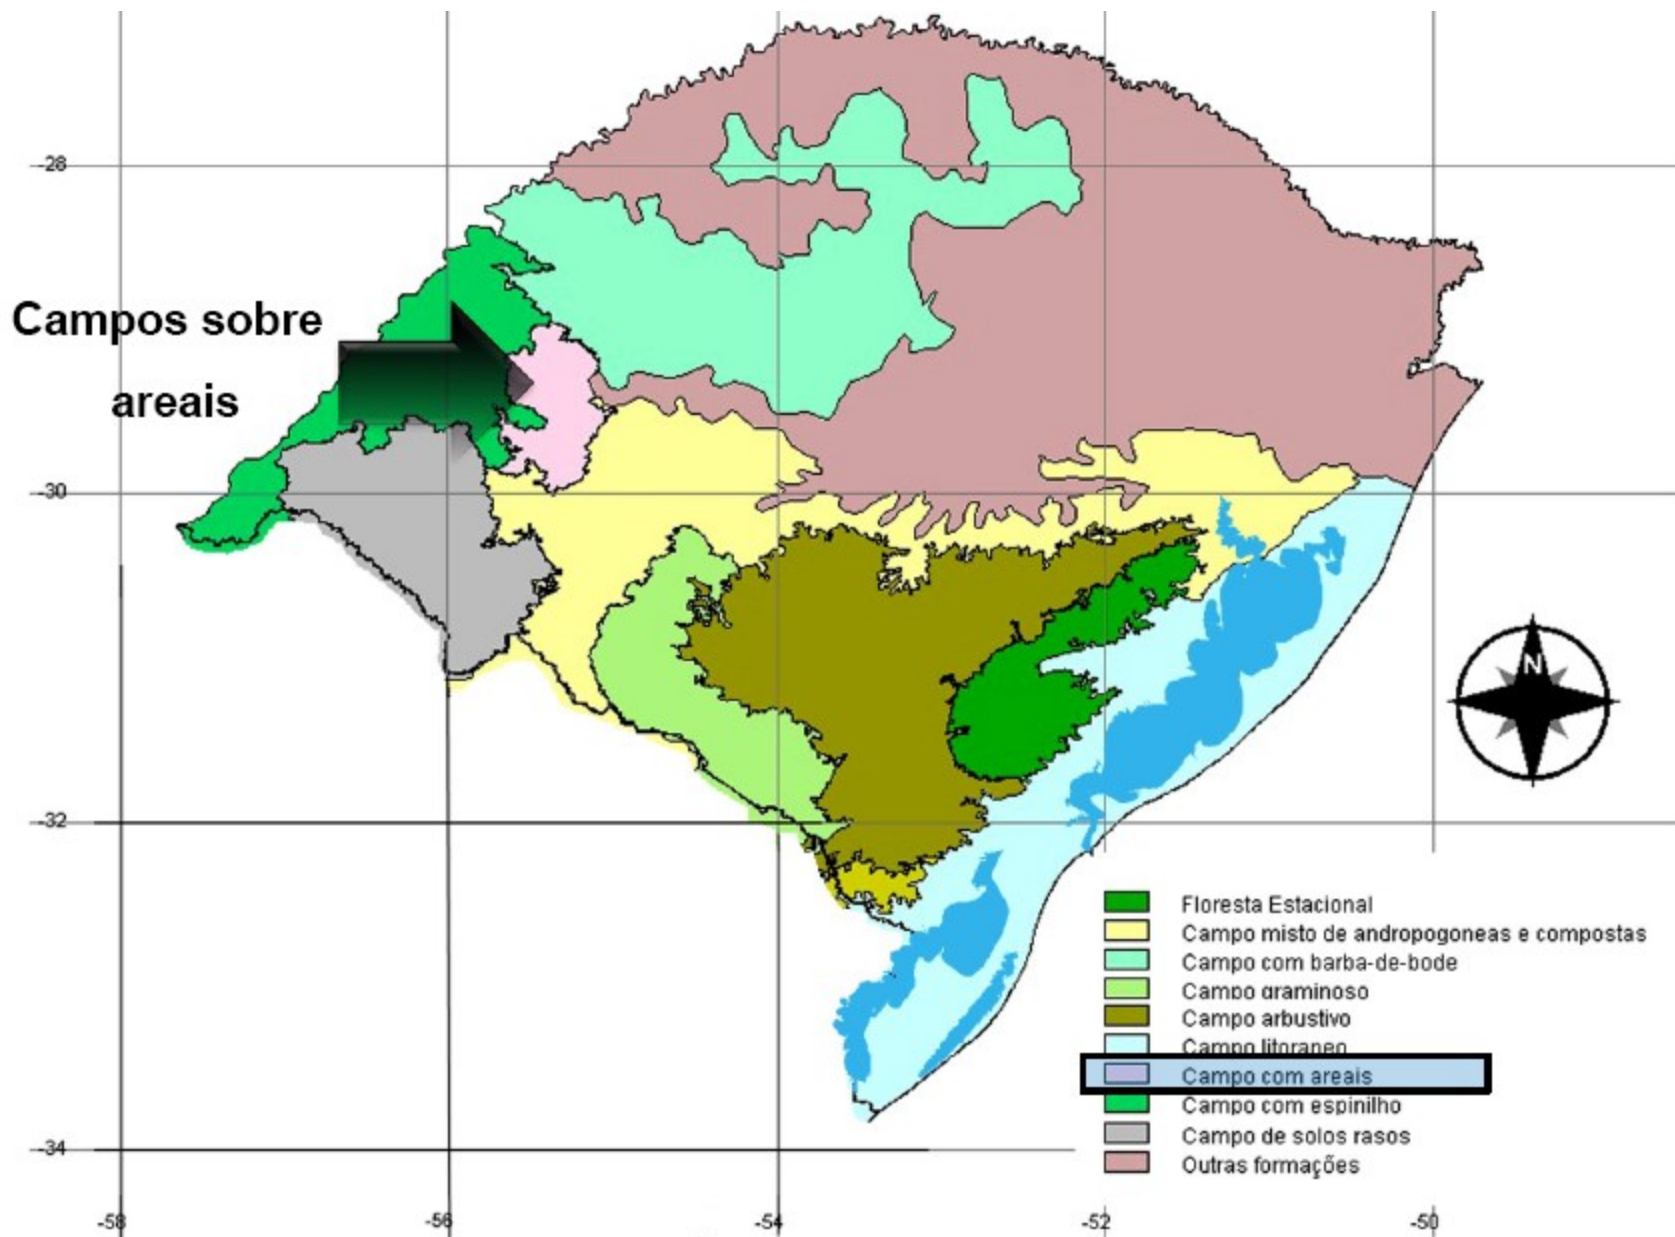 -28
Campos sobre
areais
-30
N
-32
Floresta Estacional
Campo misto de andropogoneas e compostas
Campo com barba-de-bode
Campo graminoso
Campo arbustivo
Campo litoraneo
Campo com areais
Campo com espinilho
Campo de solos rasos
Outras formações
-34
-58
-56
-54
-52
-50